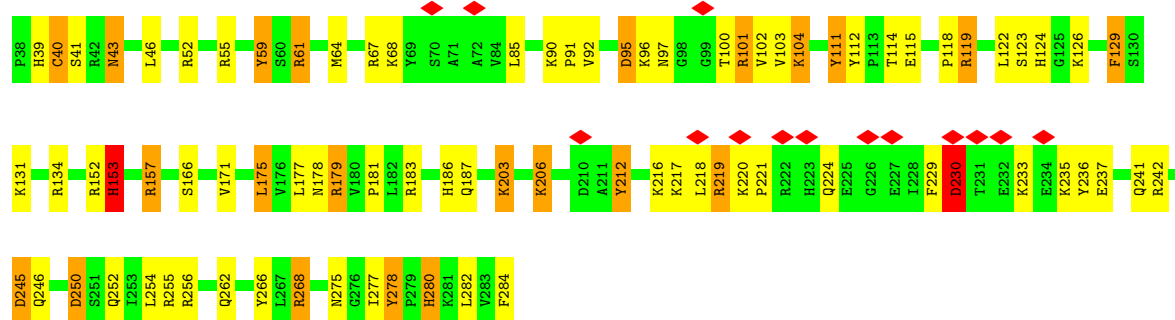 P38 H39 C40 S41 R42 N43 L46 R52 R55 Y59 S60 R61 M64 R67 K68 Y69 S70 A71 A72 V84 L85 K90 P91 V92 D95 K96 N97 G98 G99 T100 R101 V102 V103 K104 Y111 Y112 P113 T114 E115 P118 R119 L122 S123 H124 G125 K126 F129 S130
K131 R134 R152 M153 R157 S166 V171 L175 V176 L177 N178 R179 V180 P181 L182 R183 H186 Q187 K203 K206 D210 A211 Y212 K216 K217 L218 R219 K220 P221 R222 H223 Q224 E225 G226 E227 T228 F229 D230 T231 E232 K233 E234 K235 Y236 E237 Q241 R242
D245 Q246 D250 S251 Q252 I253 L254 R255 R256 Q262 Y266 L267 R268 N275 G276 I277 Y278 P279 H280 K281 L282 V283 F284